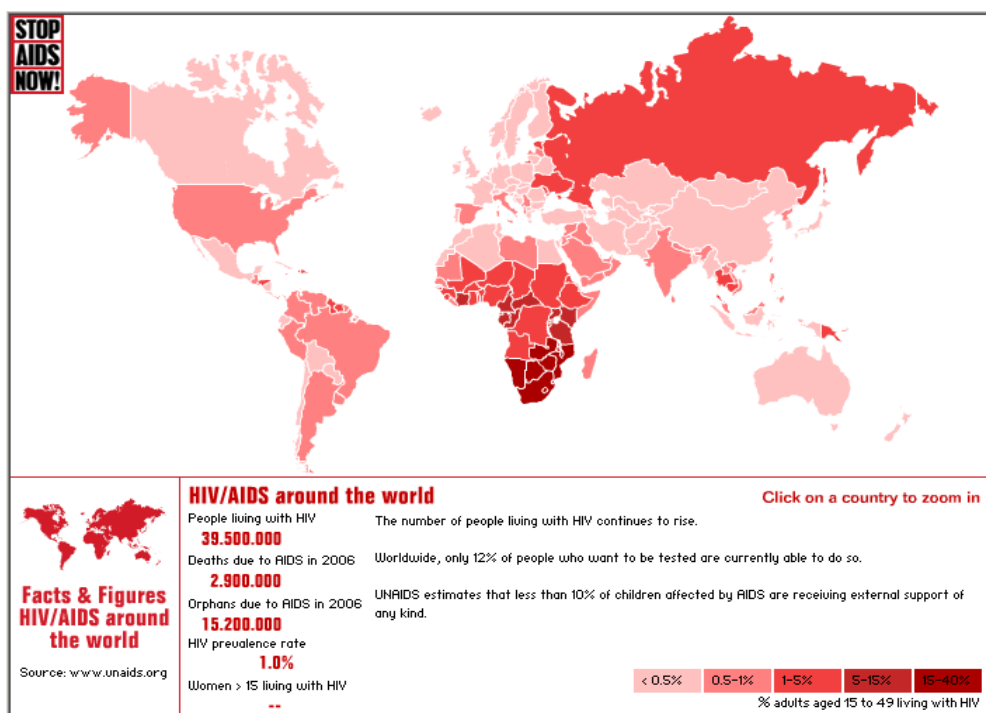 STOP
AIDS
NOW!
HIV/AIDS around the world
Click on a country to zoom in
People living with HIV
39.500.000
Deaths due to AIDS in 2006
2.900.000
Orphans due to AIDS in 2006
15.200.000
HIV prevalence rate
1.0%
Women > 15 living with HIV
--
The number of people living with HIV continues to rise.
Worldwide, only 12% of people who want to be tested are currently able to do so.
UNAIDS estimates that less than 10% of children affected by AIDS are receiving external support of
any kind.
Facts & Figures
HIV/AIDS around
the world
Source: www.unaids.org
< 0.5% 0.5-1% 1-5% 5-15% 15-40%
% adults aged 15 to 49 living with HIV